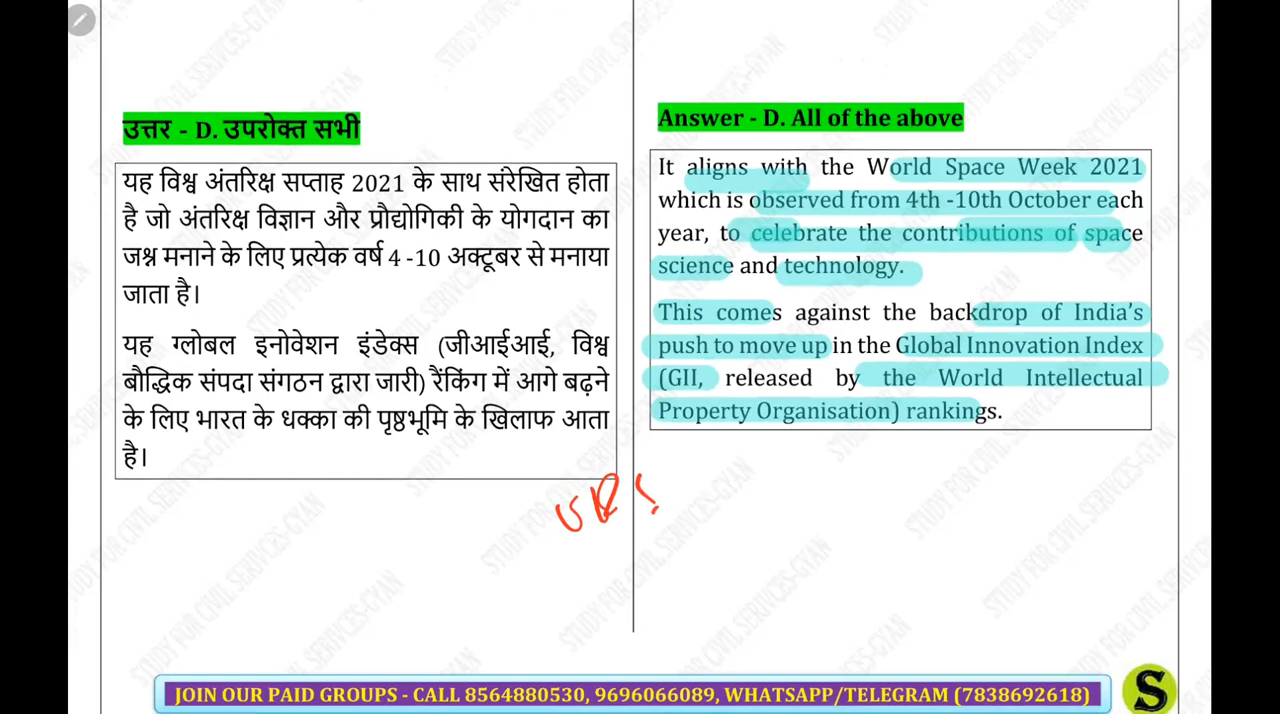 उत्तर - D. उपरोक्त सभी
यह विश्व अंतरिक्ष सप्ताह 2021 के साथ संरेखित होता
है जो अंतरिक्ष विज्ञान और प्रौद्योगिकी के योगदान का
जश्न मनाने के लिए प्रत्येक वर्ष 4 -10 अक्टूबर से मनाया
जाता है।
यह ग्लोबल इनोवेशन इंडेक्स (जीआईआई, विश्व
बौद्धिक संपदा संगठन द्वारा जारी) रैंकिंग में आगे बढ़ने
के लिए भारत के धक्का की पृष्ठभूमि के खिलाफ आता
है।
Answer - D. All of the above
It aligns with the World Space Week 2021
which is observed from 4th -10th October each
year, to celebrate the contributions of space
science and technology.
This comes against the backdrop of India's
push to move up in the Global Innovation Index
(GII, released by the World Intellectual
Property Organisation) rankings.
JOIN OUR PAID GROUPS - CALL 8564880530, 9696066089, WHATSAPP/TELEGRAM (7838692618)
S
STUDY FOR CIVIL SERIVCES-GYAN